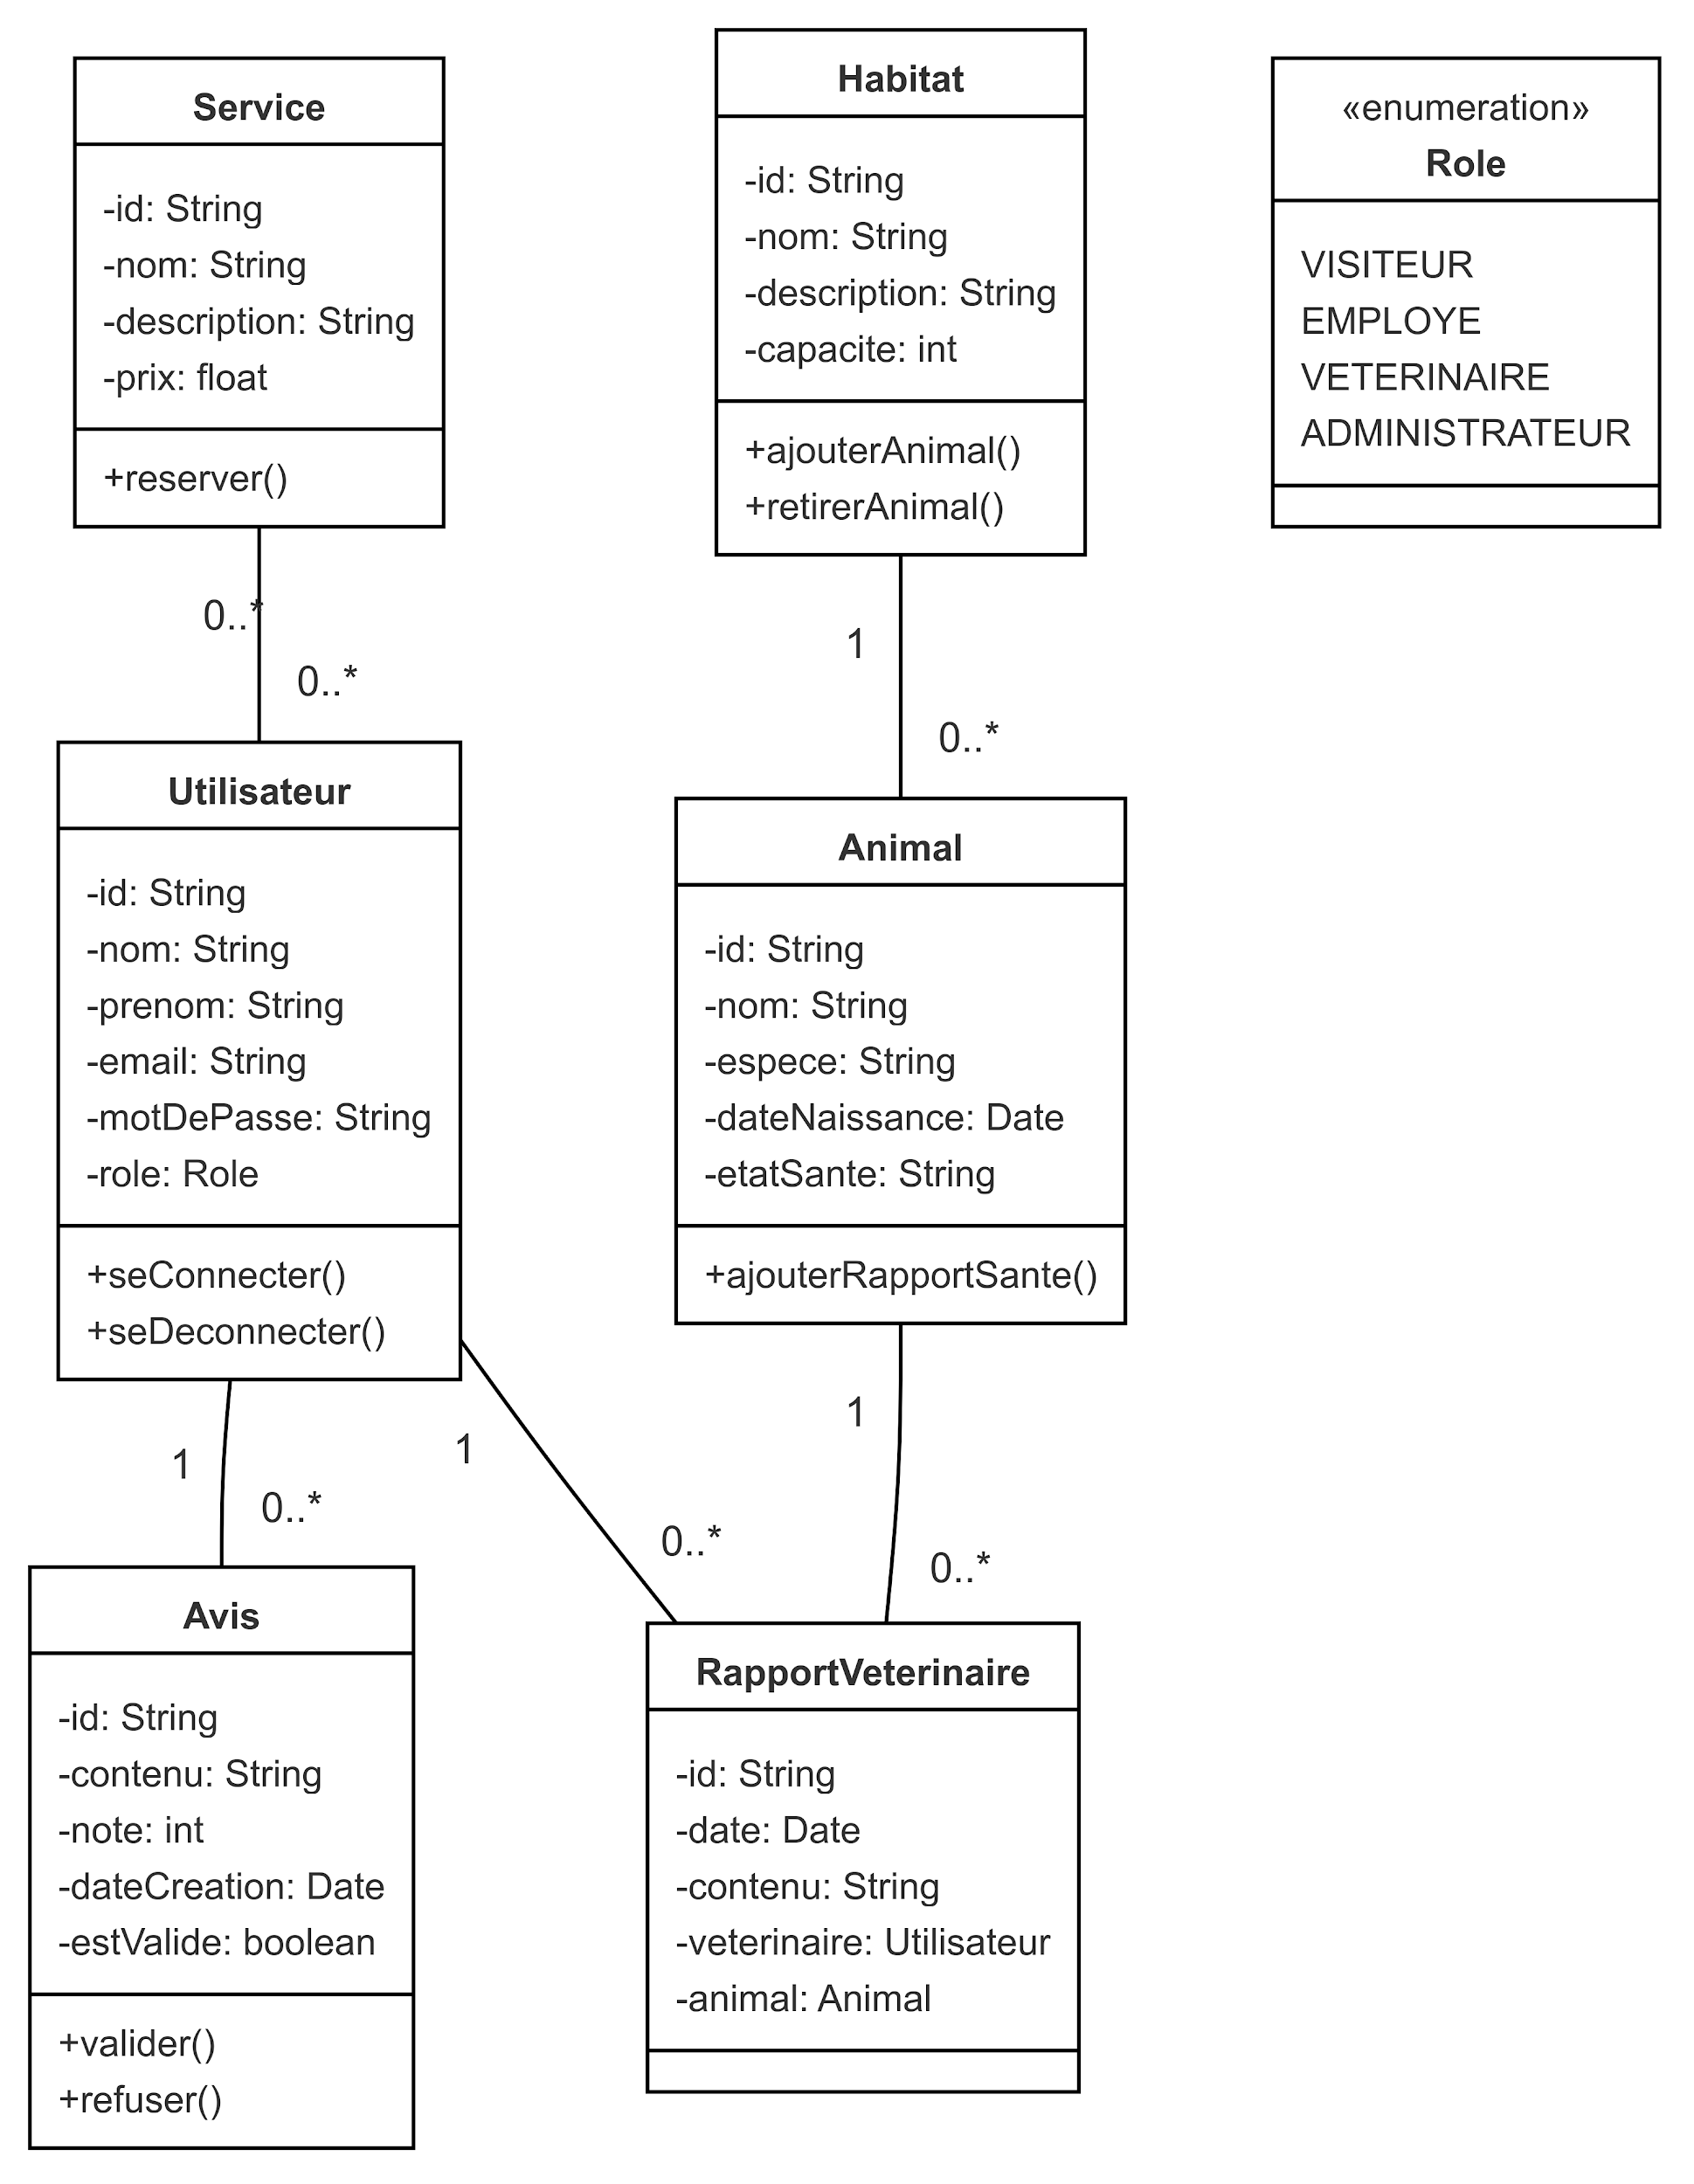 Service
-id: String
-nom: String
-description: String
-prix: float
+reserver()
Habitat
-id: String
-nom: String
-description: String
-capacite: int
+ajouterAnimal()
+retirerAnimal()
«enumeration»
Role
VISITEUR
EMPLOYE
VETERINAIRE
ADMINISTRATEUR
0..*
0..*
1
0..*
Utilisateur
-id: String
-nom: String
-prenom: String
-email: String
-motDePasse: String
-role: Role
+seConnecter()
+seDeconnecter()
Animal
-id: String
-nom: String
-espece: String
-dateNaissance: Date
-etatSante: String
+ajouterRapportSante()
1
0..*
1
0..*
1
0..*
Avis
-id: String
-contenu: String
-note: int
-dateCreation: Date
-estValide: boolean
+valider()
+refuser()
RapportVeterinaire
-id: String
-date: Date
-contenu: String
-veterinaire: Utilisateur
-animal: Animal